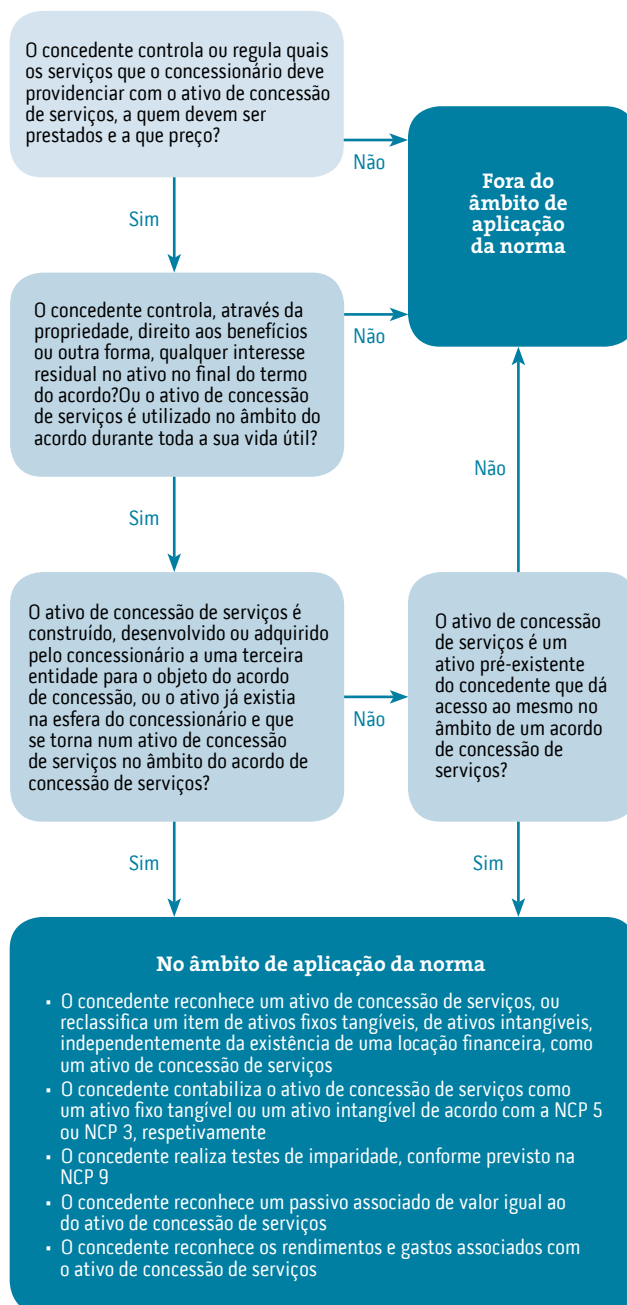 O concedente controla ou regula quais
os serviços que o concessionário deve
providenciar com o ativo de concessão
de serviços, a quem devem ser
prestados e a que preço?
Não
Fora do
âmbito de
aplicação
da norma
Sim
O concedente controla, através da
propriedade, direito aos benefícios
ou outra forma, qualquer interesse
residual no ativo no final do termo
do acordo?Ou o ativo de concessão
de serviços é utilizado no âmbito do
acordo durante toda a sua vida útil?
Não
Não
Sim
O ativo de concessão de serviços é
construído, desenvolvido ou adquirido
pelo concessionário a uma terceira
entidade para o objeto do acordo
de concessão, ou o ativo já existia
na esfera do concessionário e que
se torna num ativo de concessão
de serviços no âmbito do acordo de
concessão de serviços?
Não
O ativo de concessão
de serviços é um
ativo pré-existente
do concedente que dá
acesso ao mesmo no
âmbito de um acordo
de concessão de
serviços?
Sim
Sim
No âmbito de aplicação da norma
• O concedente reconhece um ativo de concessão de serviços, ou
reclassifica um item de ativos fixos tangíveis, de ativos intangíveis,
independentemente da existência de uma locação financeira, como
um ativo de concessão de serviços
• O concedente contabiliza o ativo de concessão de serviços como
um ativo fixo tangível ou um ativo intangível de acordo com a NCP 5
ou NCP 3, respetivamente
• O concedente realiza testes de imparidade, conforme previsto na
NCP 9
• O concedente reconhece um passivo associado de valor igual ao
do ativo de concessão de serviços
• O concedente reconhece os rendimentos e gastos associados com
o ativo de concessão de serviços